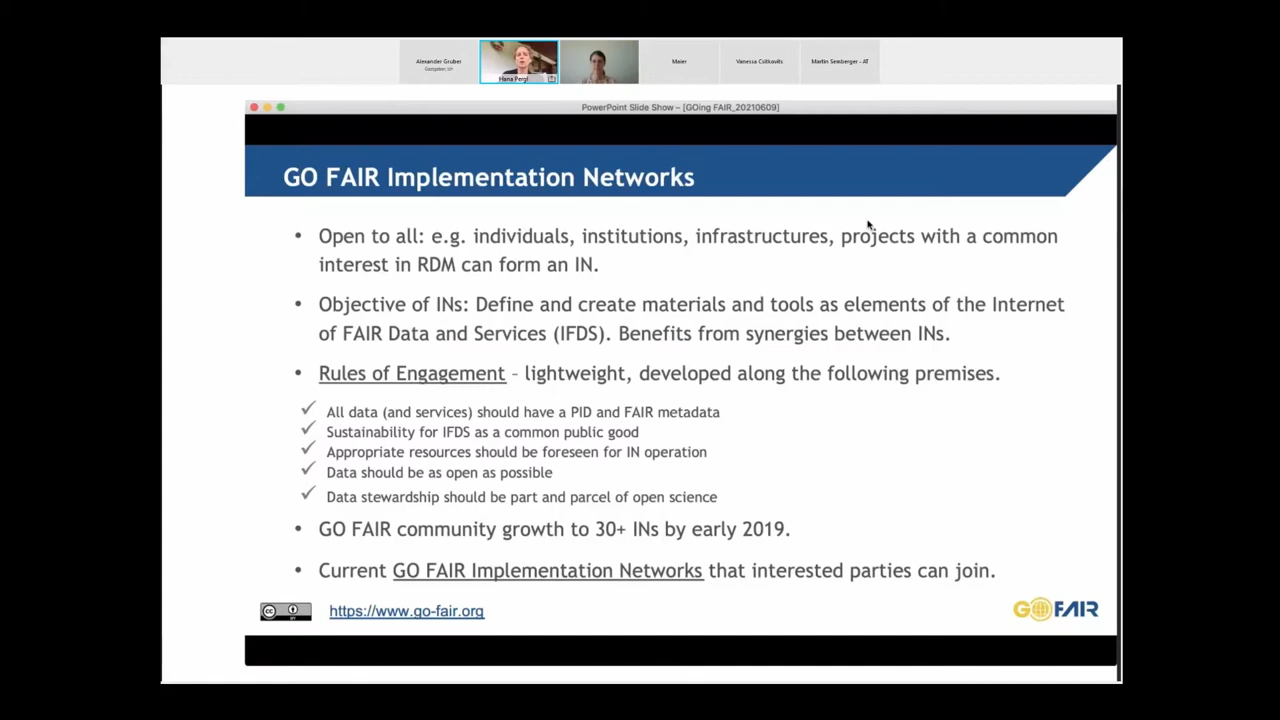 Alexander Gruber
Gastgeber, Ich
Hana Pergl
Maier
Vanessa Csitkovits
Martin Semberger - AT
PowerPoint Slide Show – [GOing FAIR_20210609]
GO FAIR Implementation Networks
• Open to all: e.g. individuals, institutions, infrastructures, projects with a common
interest in RDM can form an IN.
• Objective of INs: Define and create materials and tools as elements of the Internet
of FAIR Data and Services (IFDS). Benefits from synergies between INs.
• Rules of Engagement – lightweight, developed along the following premises.
✓ All data (and services) should have a PID and FAIR metadata
✓ Sustainability for IFDS as a common public good
✓ Appropriate resources should be foreseen for IN operation
✓ Data should be as open as possible
✓ Data stewardship should be part and parcel of open science
• GO FAIR community growth to 30+ INs by early 2019.
• Current GO FAIR Implementation Networks that interested parties can join.
cc
BY
https://www.go-fair.org
GO FAIR